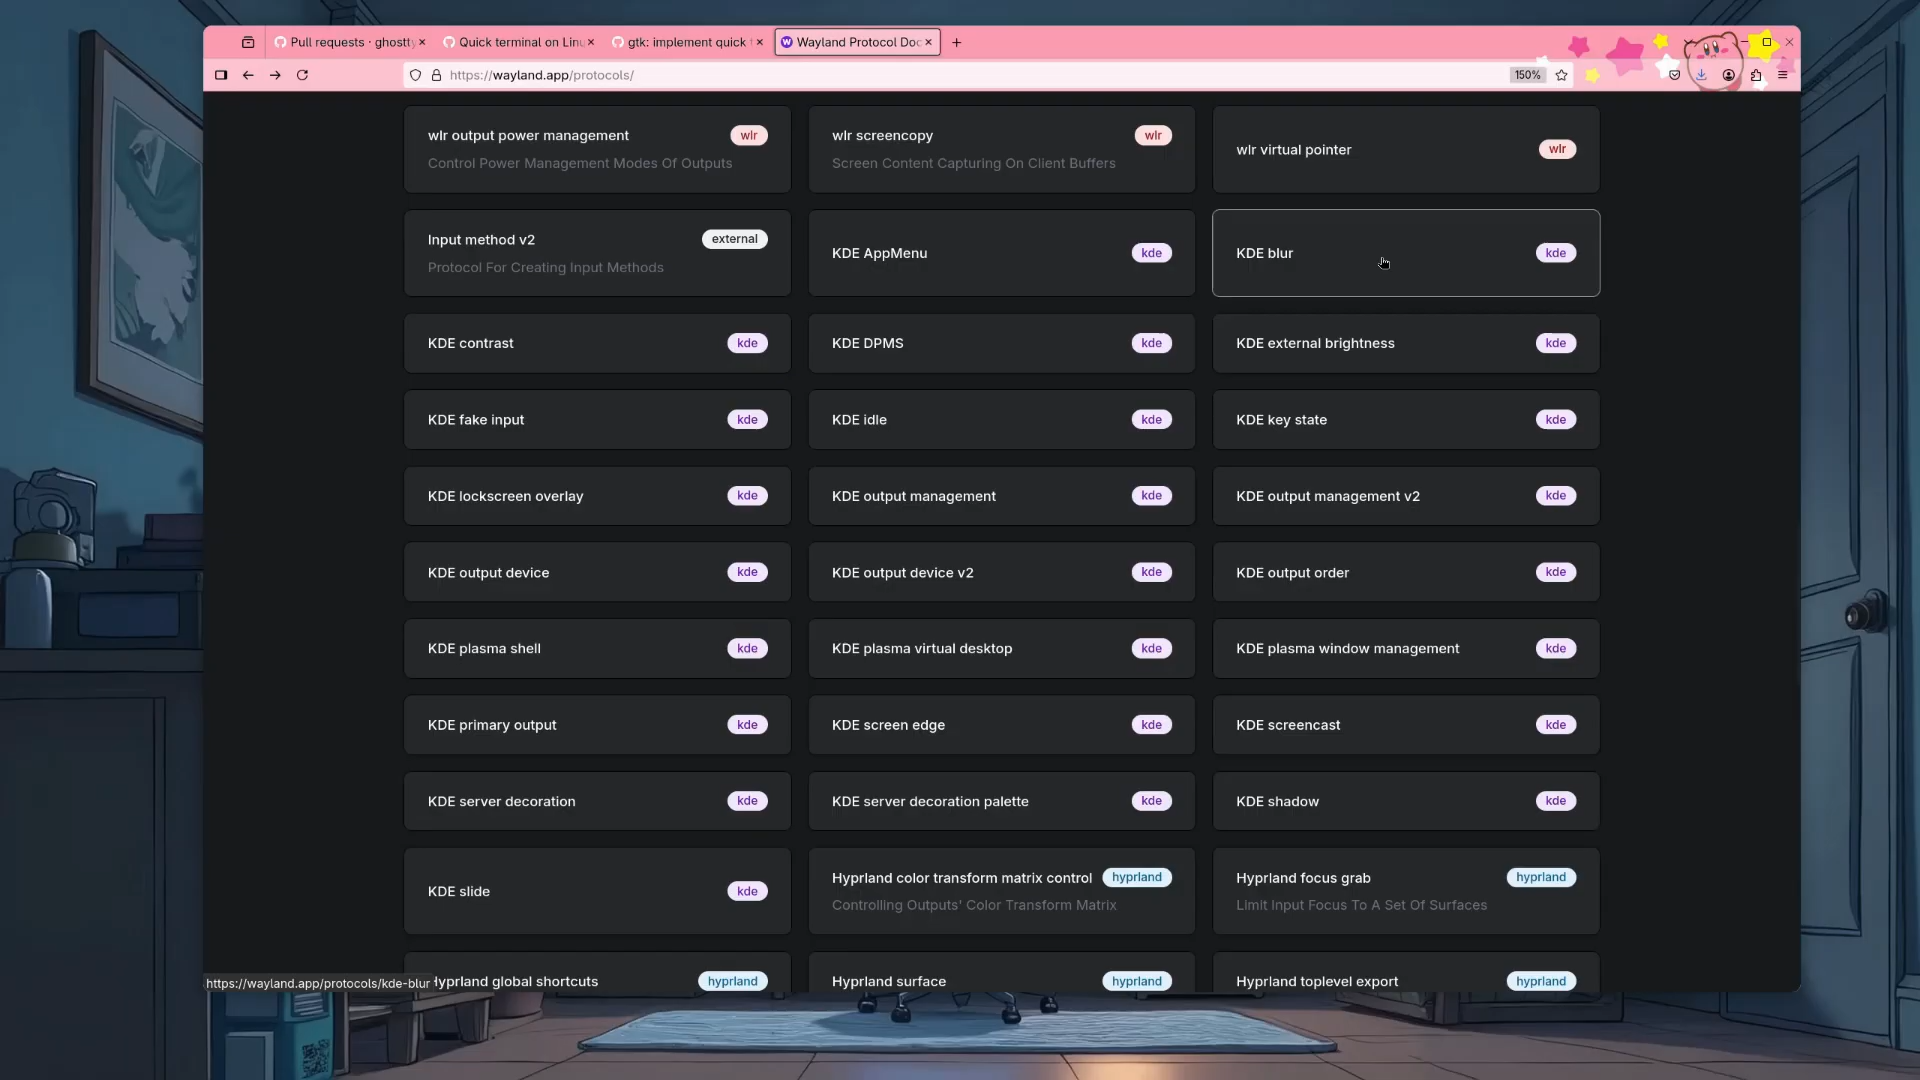 Pull requests · ghostty
Quick terminal on Linu
gtk: implement quick t
Wayland Protocol Doc
https://wayland.app/protocols/
150%
wlr output power management
wlr
Control Power Management Modes Of Outputs
wlr screencopy
wlr
Screen Content Capturing On Client Buffers
wlr virtual pointer
wlr
Input method v2
external
Protocol For Creating Input Methods
KDE AppMenu
kde
KDE blur
kde
KDE contrast
kde
KDE DPMS
kde
KDE external brightness
kde
KDE fake input
kde
KDE idle
kde
KDE key state
kde
KDE lockscreen overlay
kde
KDE output management
kde
KDE output management v2
kde
KDE output device
kde
KDE output device v2
kde
KDE output order
kde
KDE plasma shell
kde
KDE plasma virtual desktop
kde
KDE plasma window management
kde
KDE primary output
kde
KDE screen edge
kde
KDE screencast
kde
KDE server decoration
kde
KDE server decoration palette
kde
KDE shadow
kde
KDE slide
kde
Hyprland color transform matrix control
hyprland
Controlling Outputs' Color Transform Matrix
Hyprland focus grab
hyprland
Limit Input Focus To A Set Of Surfaces
https://wayland.app/protocols/kde-blur
Hyprland global shortcuts
hyprland
Hyprland surface
hyprland
Hyprland toplevel export
hyprland